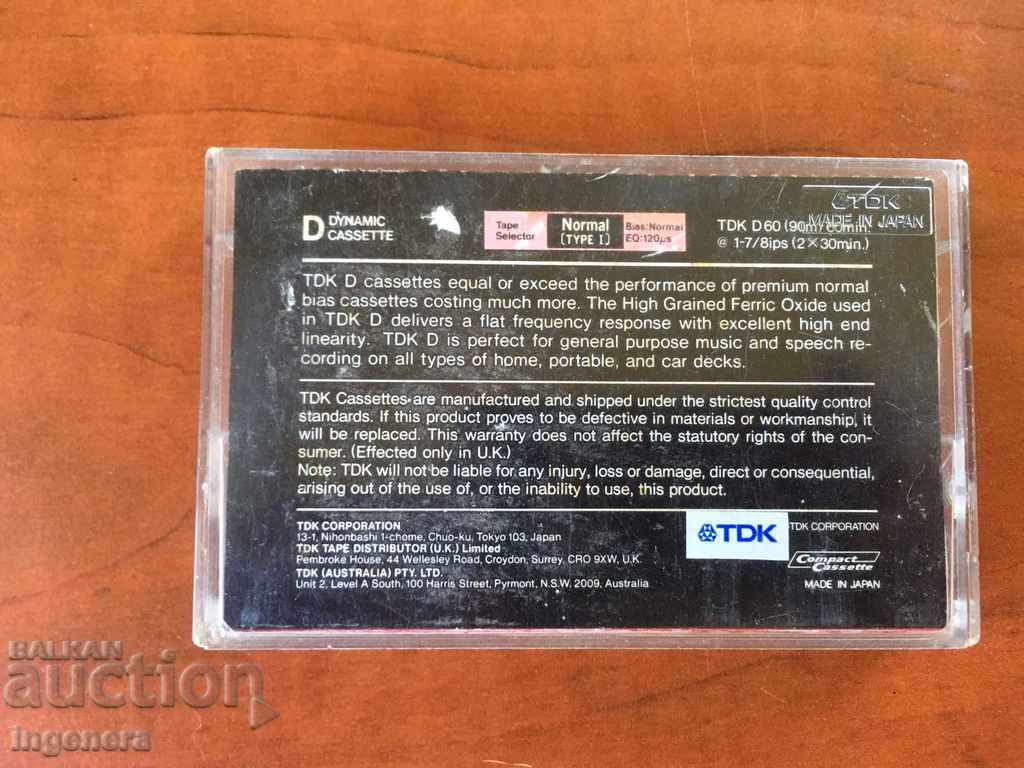 TDK
MADE IN JAPAN
D DYNAMIC CASSETTE
Tape Selector
Normal [TYPE I]
Bias:Normal EQ:120µs
TDK D60 (90m/60min.
@ 1-7/8ips (2 × 30min.)
TDK D cassettes equal or exceed the performance of premium normal
bias cassettes costing much more. The High Grained Ferric Oxide used
in TDK D delivers a flat frequency response with excellent high end
linearity. TDK D is perfect for general purpose music and speech re-
cording on all types of home, portable, and car decks.
TDK Cassettes are manufactured and shipped under the strictest quality control
standards. If this product proves to be defective in materials or workmanship, it
will be replaced. This warranty does not affect the statutory rights of the con-
sumer. (Effected only in U.K.)
Note: TDK will not be liable for any injury, loss or damage, direct or consequential,
arising out of the use of, or the inability to use, this product.
TDK CORPORATION
13-1, Nihonbashi 1-chome, Chuo-ku, Tokyo 103, Japan
TDK TAPE DISTRIBUTOR (U.K.) Limited
Pembroke House, 44 Wellesley Road, Croydon, Surrey, CRO 9XW, U.K.
TDK (AUSTRALIA) PTY. LTD.
Unit 2, Level A South, 100 Harris Street, Pyrmont, N.S.W. 2009, Australia
TDK
TDK CORPORATION
Compact Cassette
MADE IN JAPAN
BALKAN
auction
ingenera